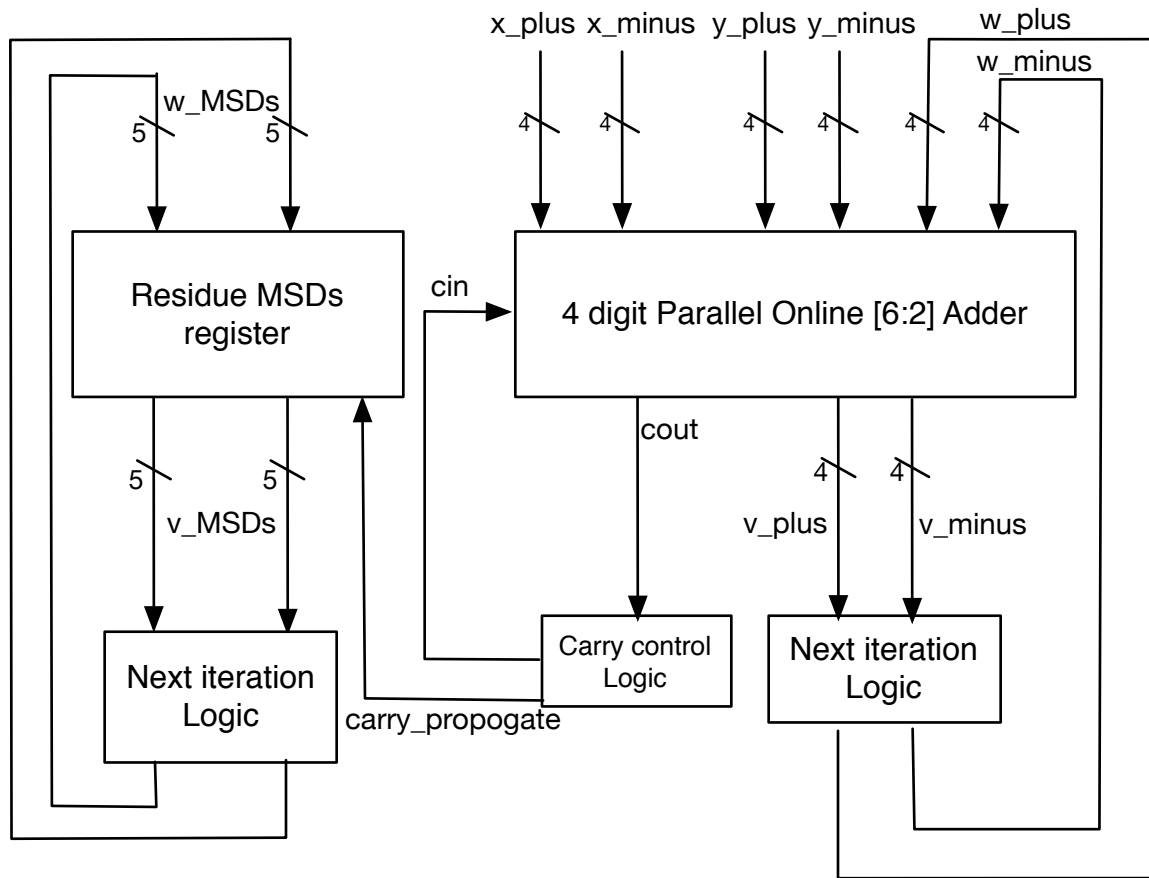 x_plus x_minus y_plus y_minus w_plus
w_minus
w_MSDs
5 5 4 4 4 4 4 4
Residue MSDs
register
cin
4 digit Parallel Online [6:2] Adder
cout
5 5 4 4
v_MSDs v_plus v_minus
Next iteration
Logic
Carry control
Logic
Next iteration
Logic
carry_propogate